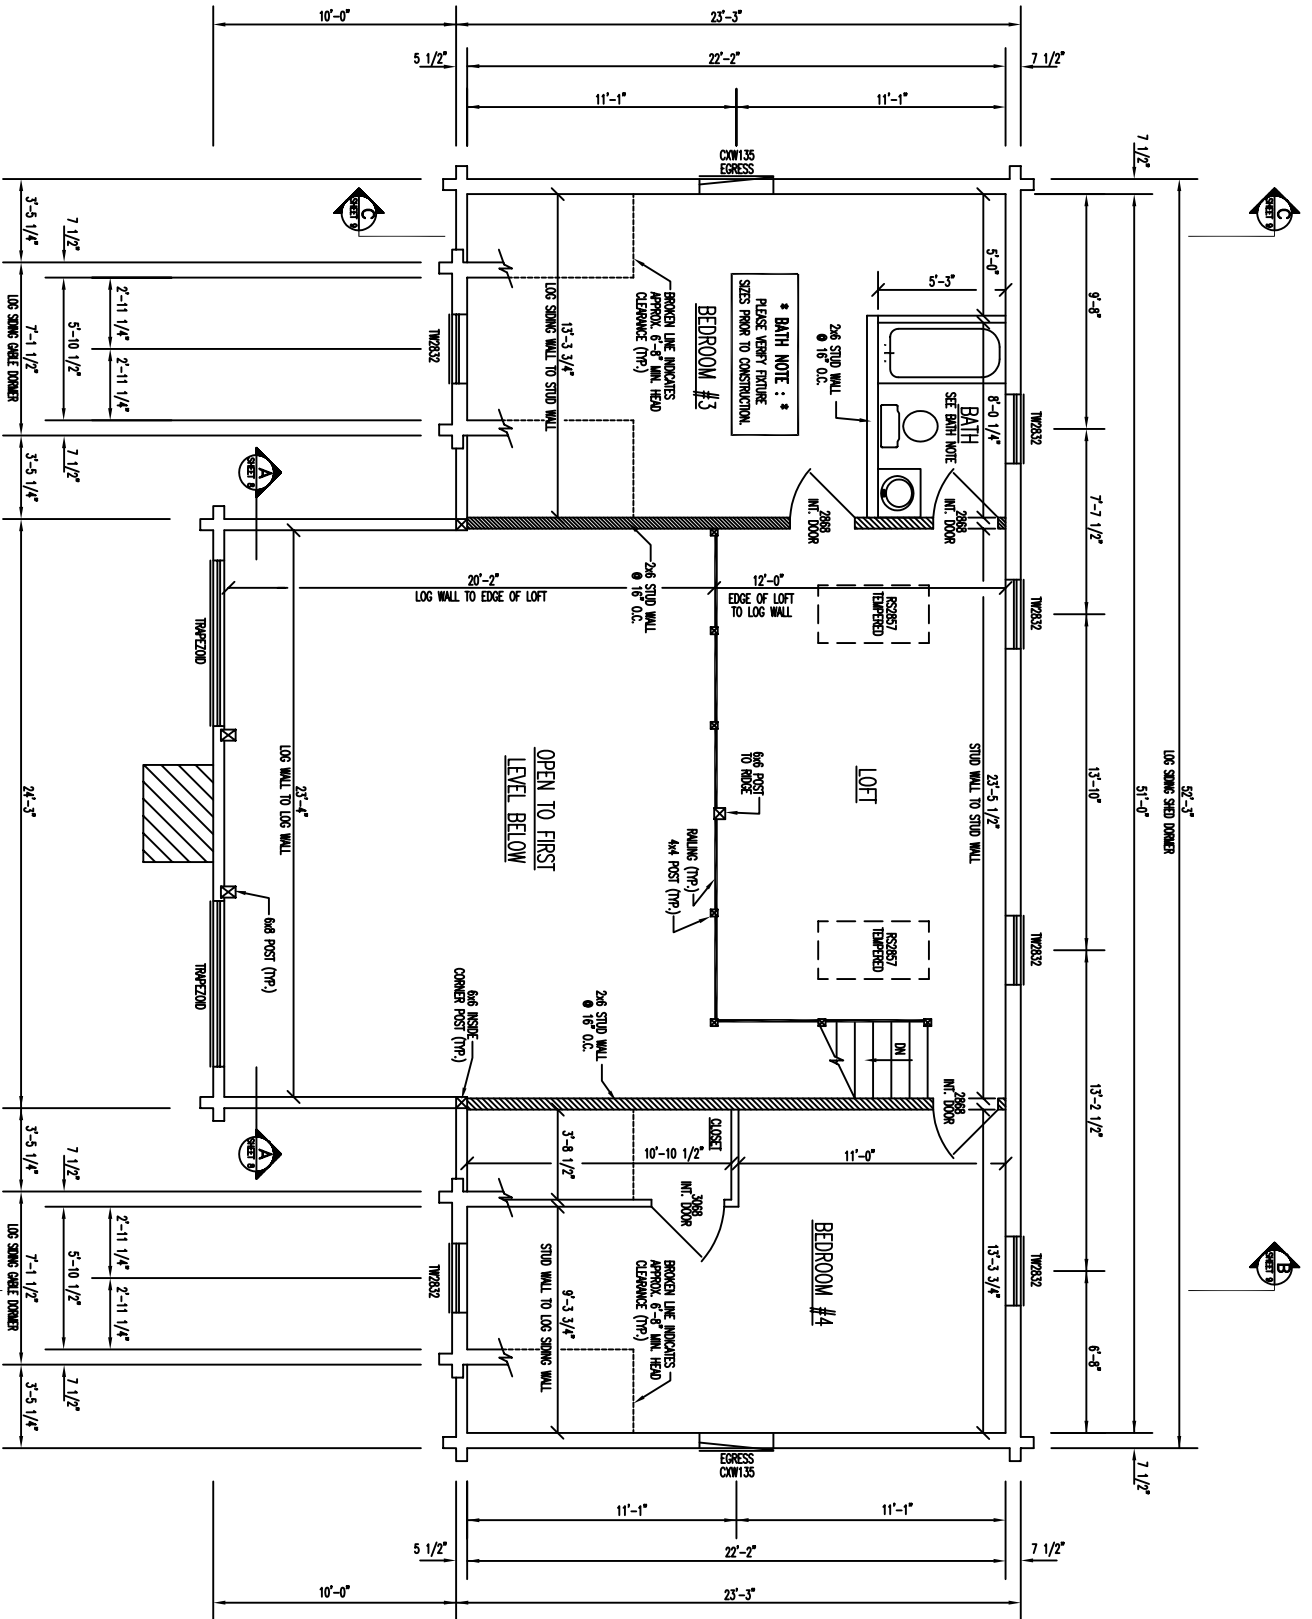 10'-0"
23'-3"
5 1/2"
22'-2"
7 1/2"
11'-1"
11'-1"
CXW135
EGRESS
7 1/2"
C
SHEET 9
C
SHEET 9
3'-5 1/4"
7 1/2"
2'-11 1/4"
5'-10 1/2"
7'-1 1/2"
LOG SIDING GABLE DORMER
2'-11 1/4"
7 1/2"
3'-5 1/4"
TW2832
13'-3 3/4"
LOG SIDING WALL TO STUD WALL
BROKEN LINE INDICATES
APPROX. 6'-8" MIN. HEAD
CLEARANCE (TYP.)
BEDROOM #3
* BATH NOTE : *
PLEASE VERIFY FIXTURE
SIZES PRIOR TO CONSTRUCTION.
2x6 STUD WALL
@ 16" O.C.
5'-3"
5'-0"
8'-0 1/4"
BATH
SEE BATH NOTE
TW2832
9'-8"
7'-7 1/2"
2868
INT. DOOR
2868
INT. DOOR
A
SHEET 8
20'-2"
LOG WALL TO EDGE OF LOFT
2x6 STUD WALL
@ 16" O.C.
12'-0"
EDGE OF LOFT
TO LOG WALL
RS2857
TEMPERED
TW2832
TRAPEZOID
24'-3"
23'-4"
LOG WALL TO LOG WALL
OPEN TO FIRST
LEVEL BELOW
6x6 POST
TO RIDGE
LOFT
23'-5 1/2"
STUD WALL TO STUD WALL
13'-10"
51'-0"
52'-3"
LOG SIDING SHED DORMER
RAILING (TYP.)
4x4 POST (TYP.)
6x8 POST (TYP.)
TRAPEZOID
RS2857
TEMPERED
TW2832
6x6 INSIDE
CORNER POST (TYP.)
2x6 STUD WALL
@ 16" O.C.
DN
2868
INT. DOOR
13'-2 1/2"
A
SHEET 8
3'-8 1/2"
CLOSET
10'-10 1/2"
11'-0"
3068
INT. DOOR
BEDROOM #4
13'-3 3/4"
TW2832
6'-8"
B
SHEET 9
3'-5 1/4"
7 1/2"
2'-11 1/4"
5'-10 1/2"
7'-1 1/2"
LOG SIDING GABLE DORMER
2'-11 1/4"
7 1/2"
3'-5 1/4"
TW2832
9'-3 3/4"
STUD WALL TO LOG SIDING WALL
BROKEN LINE INDICATES
APPROX. 6'-8" MIN. HEAD
CLEARANCE (TYP.)
EGRESS
CXW135
7 1/2"
11'-1"
11'-1"
5 1/2"
22'-2"
7 1/2"
10'-0"
23'-3"